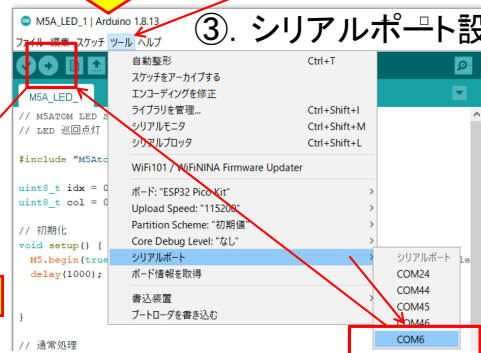 ③. シリアルポート設
M5A_LED_1 | Arduino 1.8.13
ファイル 編集 スケッチ ツール ヘルプ
自動整形 Ctrl+T
スケッチをアーカイブする
エンコーディングを修正
ライブラリを管理... Ctrl+Shift+I
シリアルモニタ Ctrl+Shift+M
シリアルプロッタ Ctrl+Shift+L
WiFi101 / WiFiNINA Firmware Updater
ボード: "ESP32 Pico Kit"
Upload Speed: "115200"
Partition Scheme: "初期値"
Core Debug Level: "なし"
シリアルポート
ボード情報を取得
書込装置
ブートローダを書き込む
シリアルポート
COM24
COM44
COM45
COM46
COM6
M5A_LED_1
// M5ATOM LED S
// LED 巡回点灯
#include "M5Ato
uint8_t idx = 0
uint8_t col = 0
// 初期化
void setup() {
M5.begin(true
le
delay(1000);
}
// 通常処理